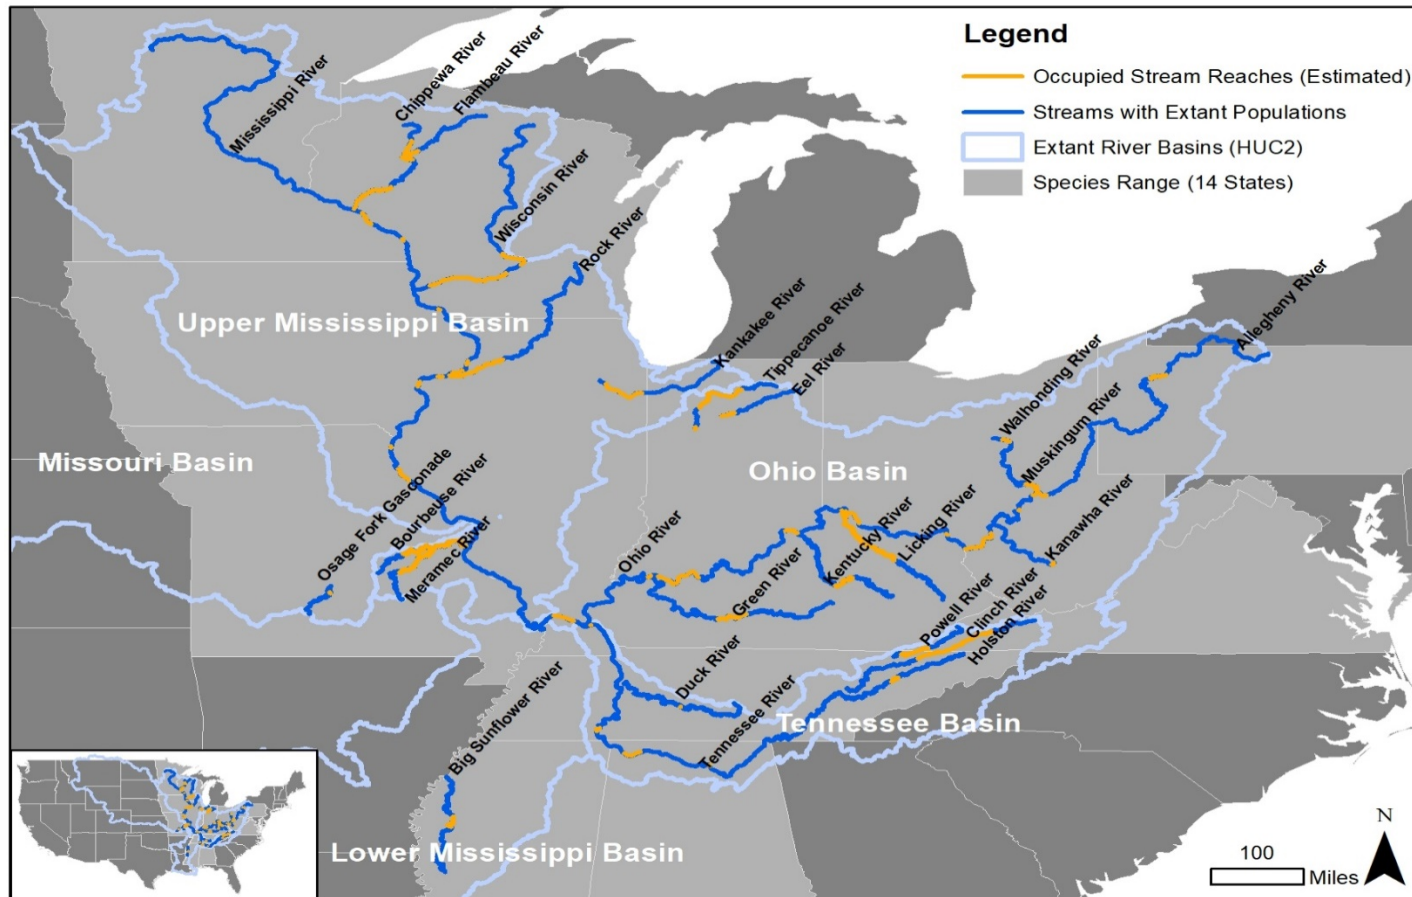 Legend
Occupied Stream Reaches (Estimated)
Streams with Extant Populations
Extant River Basins (HUC2)
Species Range (14 States)
Mississippi River
Chippewa River
Flambeau River
Wisconsin River
Rock River
Upper Mississippi Basin
Kankakee River
Tippecanoe River
Eel River
Allegheny River
Walhonding River
Muskingum River
Missouri Basin
Ohio Basin
Osage Fork Gasconade
Bourbeuse River
Meramec River
Ohio River
Green River
Kentucky River
Licking River
Kanawha River
Powell River
Clinch River
Holston River
Duck River
Tennessee River
Tennessee Basin
Big Sunflower River
Lower Mississippi Basin
N
100
Miles